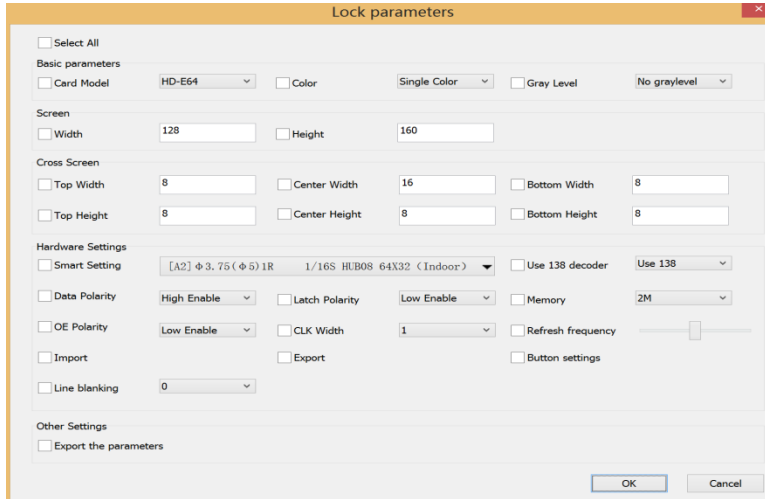 Lock parameters
Select All
Basic parameters
Card Model HD-E64 Color Single Color Gray Level No graylevel
Screen
Width 128 Height 160
Cross Screen
Top Width 8 Center Width 16 Bottom Width 8
Top Height 8 Center Height 8 Bottom Height 8
Hardware Settings
Smart Setting [A2]Φ3.75(Φ5)1R 1/16S HUB08 64X32 (Indoor) Use 138 decoder Use 138
Data Polarity High Enable Latch Polarity Low Enable Memory 2M
OE Polarity Low Enable CLK Width 1 Refresh frequency
Import Export Button settings
Line blanking 0
Other Settings
Export the parameters
OK Cancel